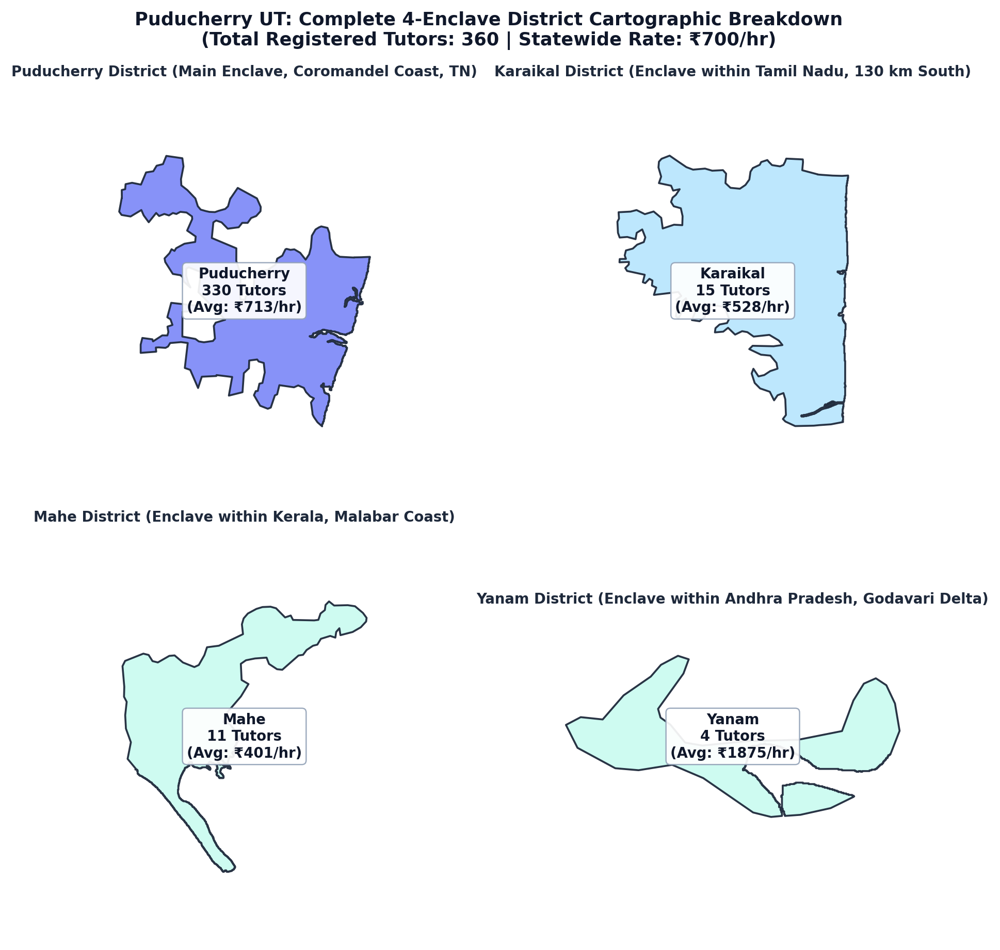 Puducherry UT: Complete 4-Enclave District Cartographic Breakdown
(Total Registered Tutors: 360 | Statewide Rate: ₹700/hr)
Puducherry District (Main Enclave, Coromandel Coast, TN)
Karaikal District (Enclave within Tamil Nadu, 130 km South)
Puducherry
330 Tutors
(Avg: ₹713/hr)
Karaikal
15 Tutors
(Avg: ₹528/hr)
Mahe District (Enclave within Kerala, Malabar Coast)
Yanam District (Enclave within Andhra Pradesh, Godavari Delta)
Mahe
11 Tutors
(Avg: ₹401/hr)
Yanam
4 Tutors
(Avg: ₹1875/hr)